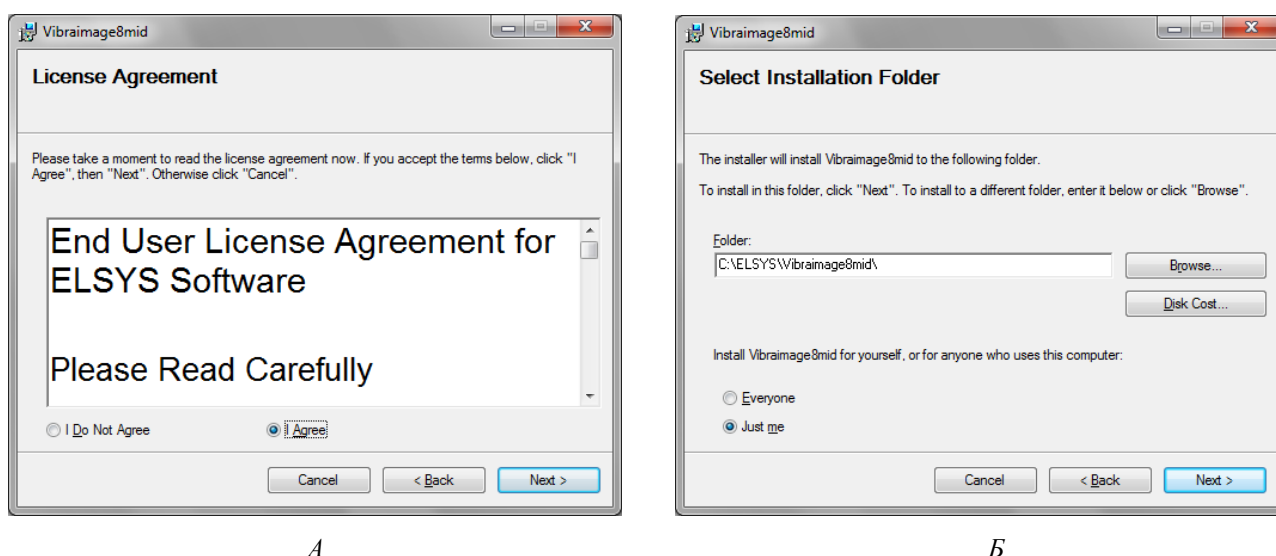 Vibraimage8mid
License Agreement
Please take a moment to read the license agreement now. If you accept the terms below, click "I
Agree", then "Next". Otherwise click "Cancel".
End User License Agreement for
ELSYS Software
Please Read Carefully
I Do Not Agree
I Agree
Cancel
< Back
Next >
А
Vibraimage8mid
Select Installation Folder
The installer will install Vibraimage8mid to the following folder.
To install in this folder, click "Next". To install to a different folder, enter it below or click "Browse".
Folder:
C:\ELSYS\Vibraimage8mid\
Browse...
Disk Cost...
Install Vibraimage8mid for yourself, or for anyone who uses this computer:
Everyone
Just me
Cancel
< Back
Next >
Б